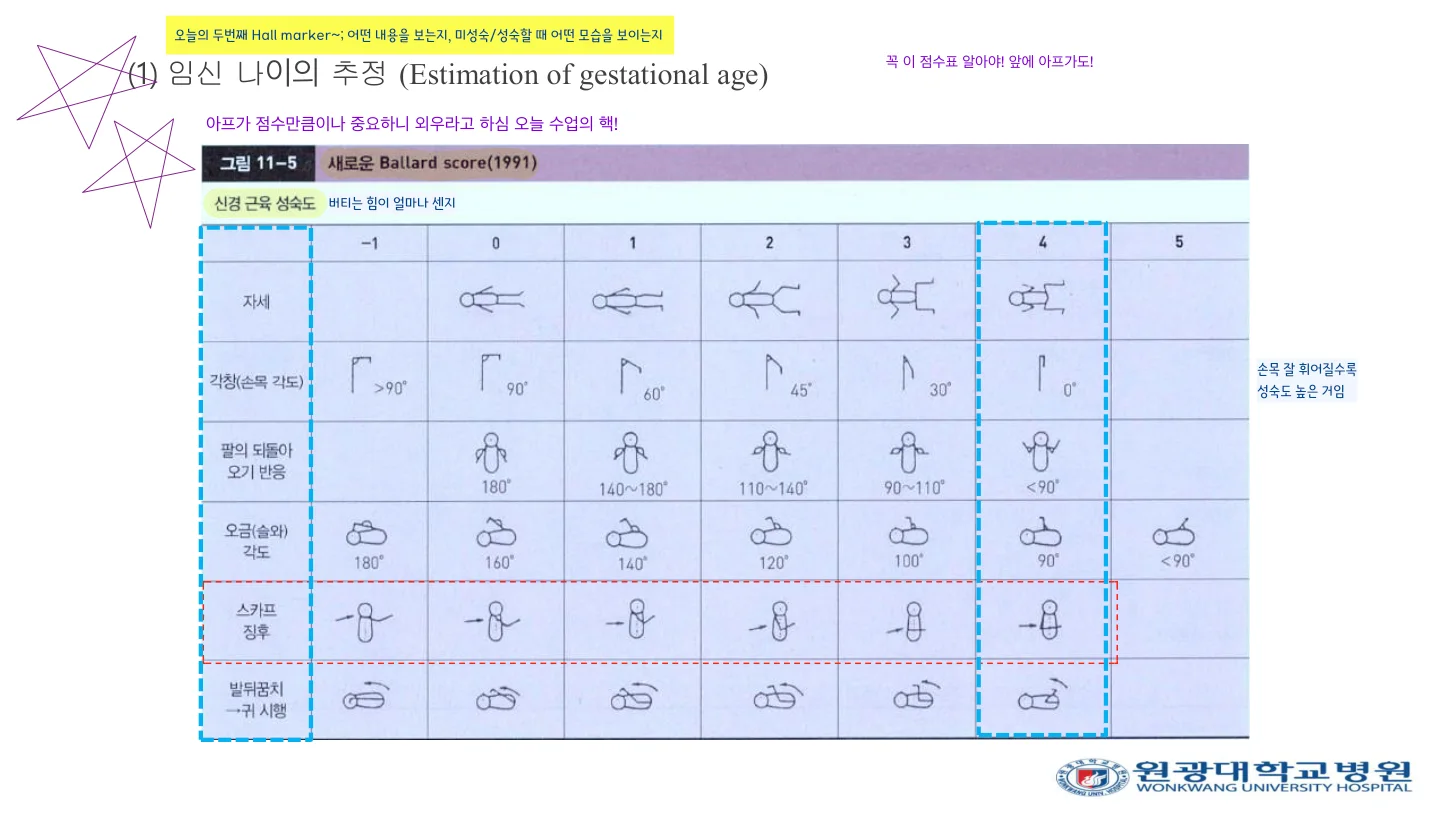 오늘의 두번째 Hall marker~; 어떤 내용을 보는지, 미성숙/성숙할 때 어떤 모습을 보이는지
(1) 임신 나이의 추정 (Estimation of gestational age)
꼭 이 점수표 알아야! 앞에 아프가도!
아프가 점수만큼이나 중요하니 외우라고 하심 오늘 수업의 핵!
그림 11-5 새로운 Ballard score(1991)
신경 근육 성숙도 버티는 힘이 얼마나 센지
-1 0 1 2 3 4 5
자세
각창(손목 각도) >90° 90° 60° 45° 30° 0°
손목 잘 휘어질수록
성숙도 높은 거임
팔의 되돌아
오기 반응
180° 140~180° 110~140° 90~110° <90°
오금(슬와)
각도
180° 160° 140° 120° 100° 90° <90°
스카프
징후
발뒤꿈치
→귀 시행
원광대학교병원
WONKWANG UNIVERSITY HOSPITAL